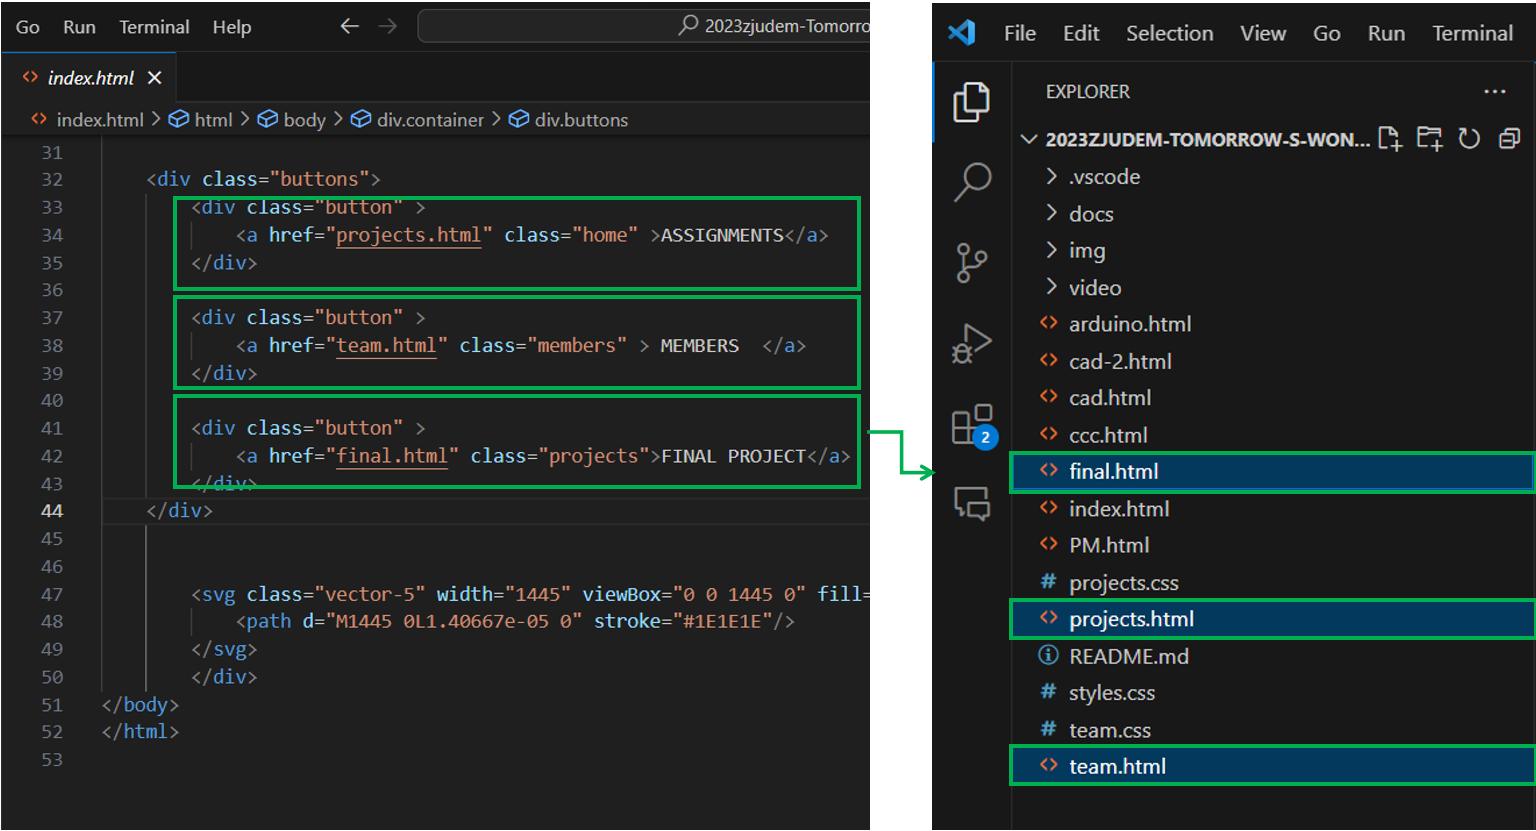 Go Run Terminal Help
2023zjudem-Tomorro
index.html
index.html > html > body > div.container > div.buttons
31
32 <div class="buttons">
33 <div class="button" >
34 <a href="projects.html" class="home" >ASSIGNMENTS</a>
35 </div>
36
37 <div class="button" >
38 <a href="team.html" class="members" > MEMBERS  </a>
39 </div>
40
41 <div class="button" >
42 <a href="final.html" class="projects">FINAL PROJECT</a>
43 </div>
44 </div>
45
46
47 <svg class="vector-5" width="1445" viewBox="0 0 1445 0" fill=
48 <path d="M1445 0L1.40667e-05 0" stroke="#1E1E1E"/>
49 </svg>
50 </div>
51 </body>
52 </html>
53
File Edit Selection View Go Run Terminal
EXPLORER
2023ZJUDEM-TOMORROW-S-WON...
.vscode
docs
img
video
arduino.html
cad-2.html
cad.html
ccc.html
2
final.html
index.html
PM.html
projects.css
projects.html
README.md
styles.css
team.css
team.html